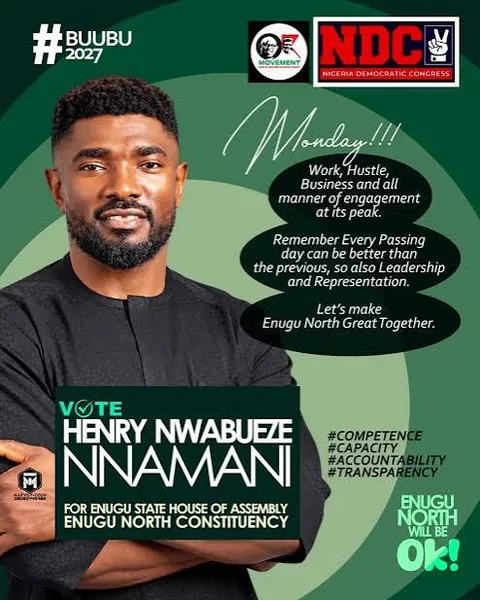 #BUUBU
2027
MOVEMENT
NDC
NIGERIA DEMOCRATIC CONGRESS
Monday!!!
Work, Hustle,
Business and all
manner of engagement
at its peak.
Remember Every Passing
day can be better than
the previous, so also Leadership
and Representation.
Let's make
Enugu North Great Together.
VOTE
HENRY NWABUEZE
NNAMANI
FOR ENUGU STATE HOUSE OF ASSEMBLY
ENUGU NORTH CONSTITUENCY
#COMPETENCE
#CAPACITY
#ACCOUNTABILITY
#TRANSPARENCY
ENUGU
NORTH
WILL BE
Ok!